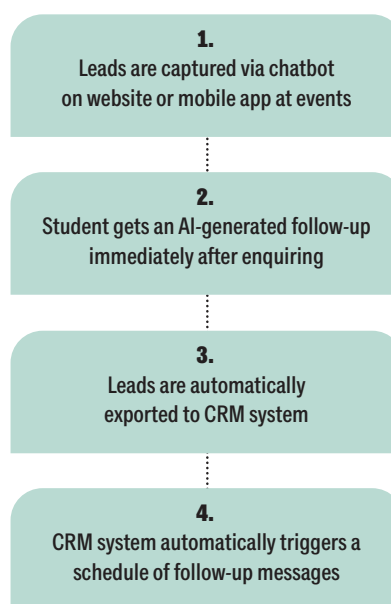 1.
Leads are captured via chatbot
on website or mobile app at events
2.
Student gets an AI-generated follow-up
immediately after enquiring
3.
Leads are automatically
exported to CRM system
4.
CRM system automatically triggers a
schedule of follow-up messages